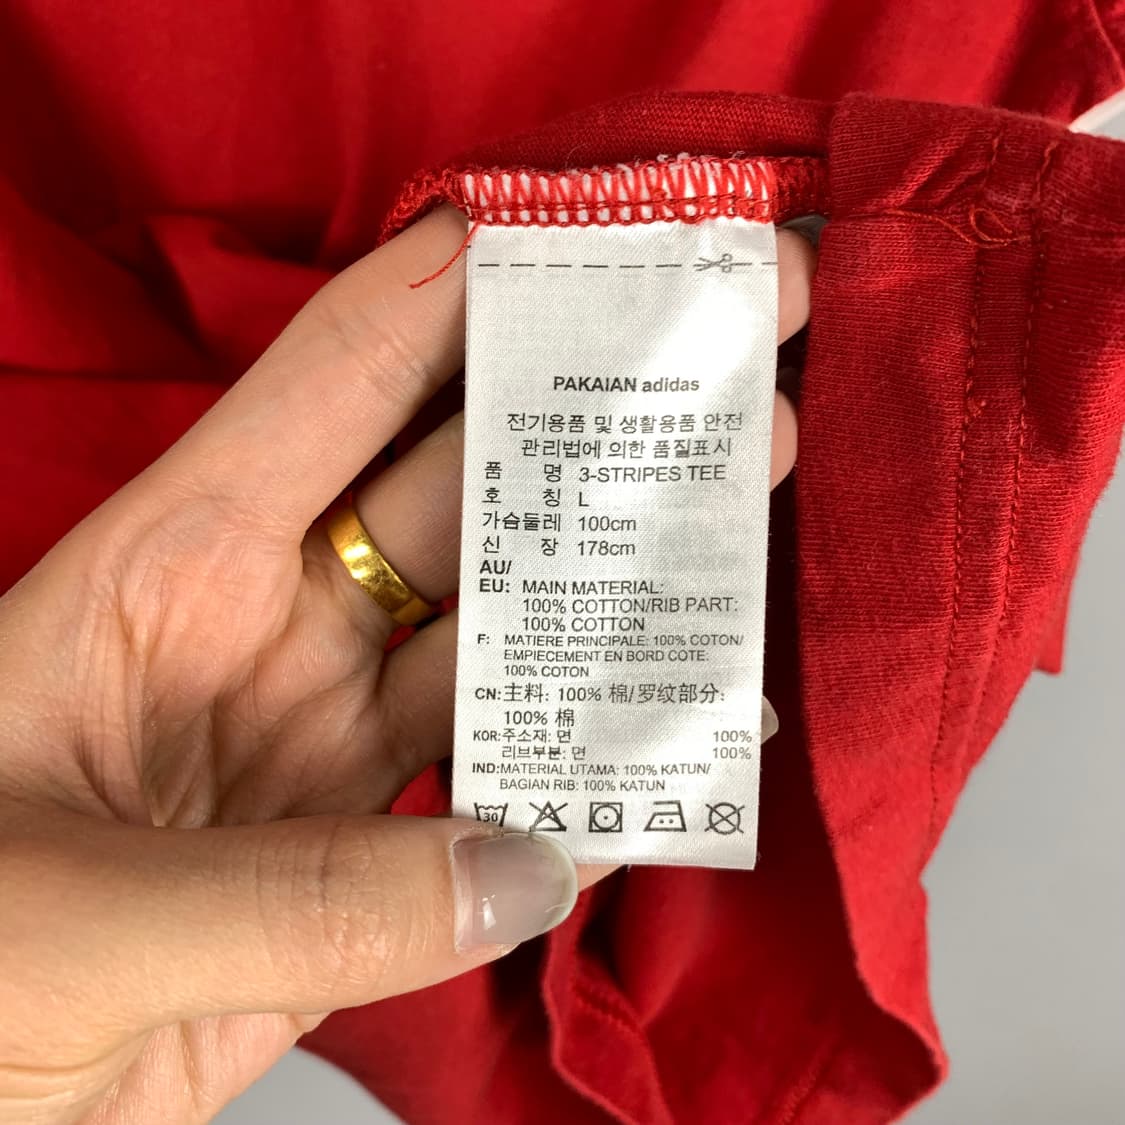 PAKAIAN adidas
전기용품 및 생활용품 안전
관리법에 의한 품질표시
품 명 3-STRIPES TEE
호 칭 L
가슴둘레 100cm
신 장 178cm
AU/
EU: MAIN MATERIAL:
100% COTTON/RIB PART:
100% COTTON
F: MATIERE PRINCIPALE: 100% COTON/
EMPIECEMENT EN BORD COTE:
100% COTON
CN:主料: 100% 棉/罗纹部分:
100% 棉
KOR:주소재: 면 100%
리브부분: 면 100%
IND:MATERIAL UTAMA: 100% KATUN/
BAGIAN RIB: 100% KATUN
30